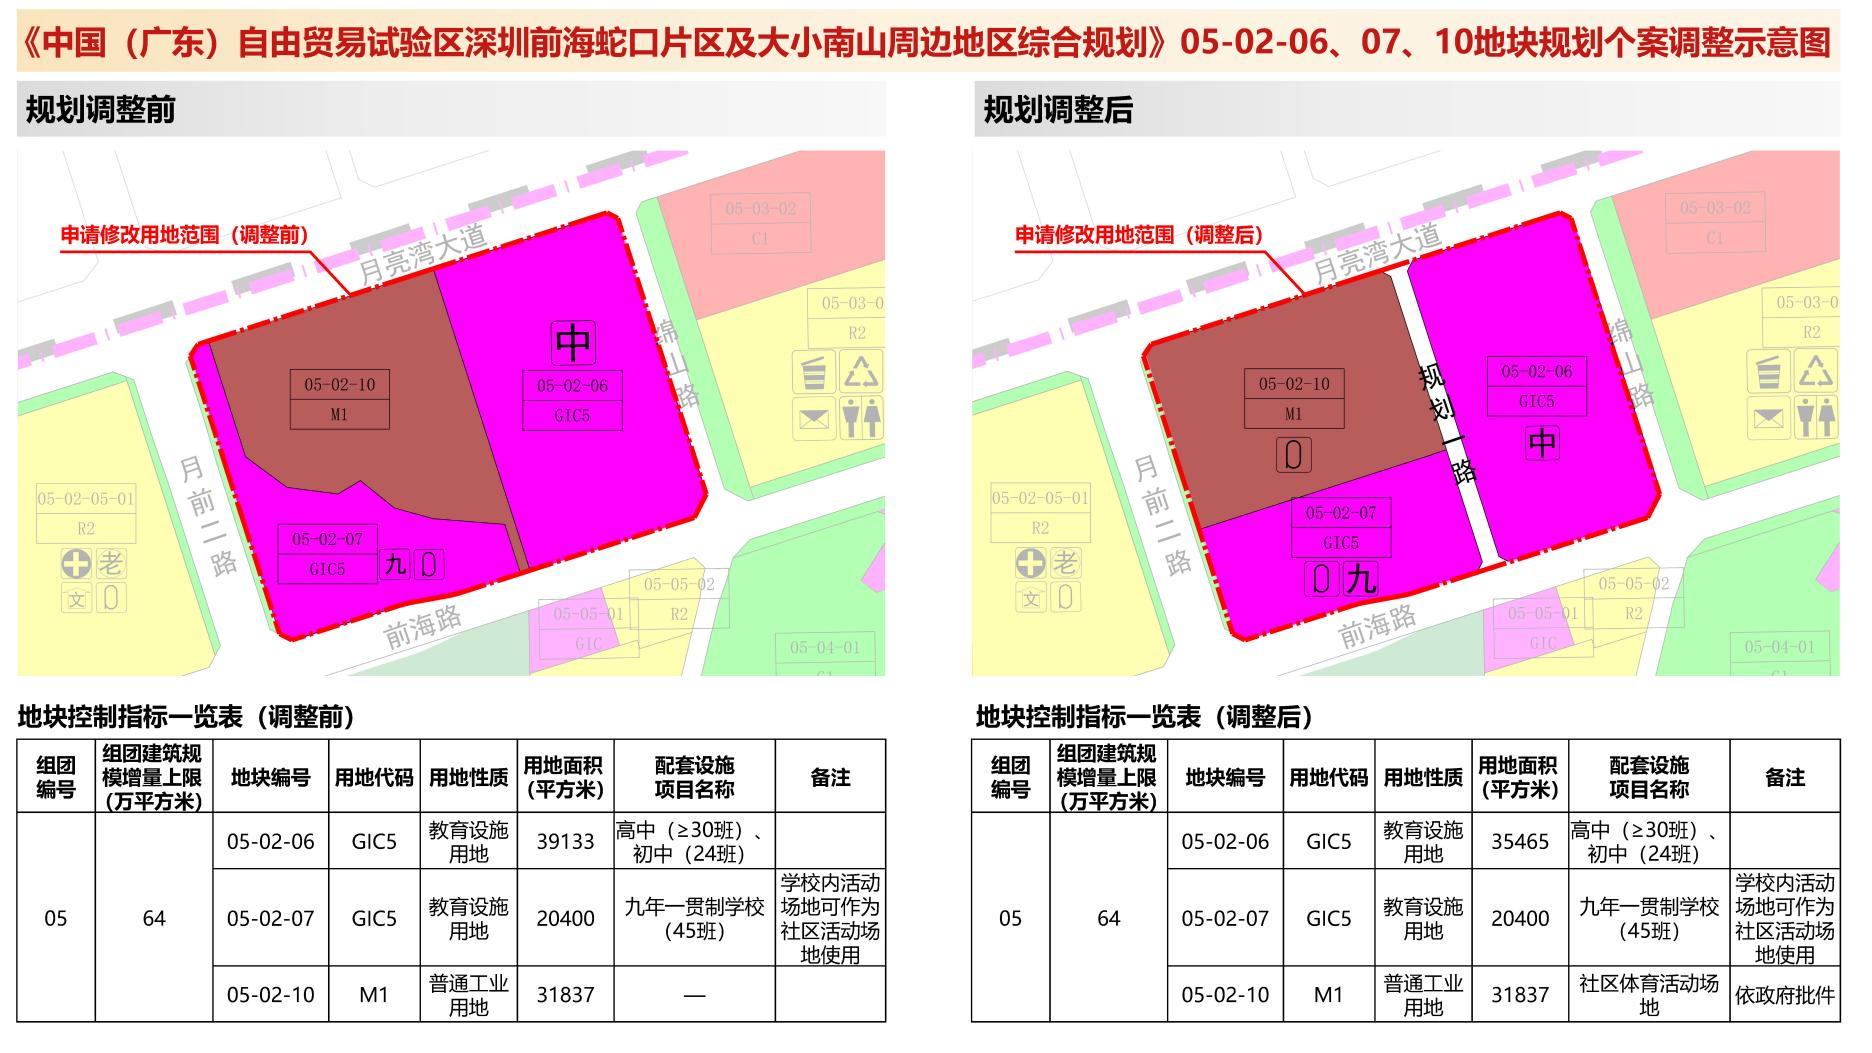 《中国（广东）自由贸易试验区深圳前海蛇口片区及大小南山周边地区综合规划》05-02-06、07、10地块规划个案调整示意图
规划调整前
申请修改用地范围（调整前）
月亮湾大道
05-03-02
C1
05-03-0
R2
中
05-02-06
GIC5
05-02-10
M1
绵山路
05-02-05-01
R2
老
文
月前二路
05-02-07
GIC5
九
前海路
05-05-01
GIC
05-05-02
R2
05-04-01
G1
地块控制指标一览表（调整前）
组团
编号
组团建筑规
模增量上限
（万平方米）
地块编号
用地代码
用地性质
用地面积
（平方米）
配套设施
项目名称
备注
05
64
05-02-06
GIC5
教育设施
用地
39133
高中（≥30班）、
初中（24班）
05-02-07
GIC5
教育设施
用地
20400
九年一贯制学校
（45班）
学校内活动
场地可作为
社区活动场
地使用
05-02-10
M1
普通工业
用地
31837
—
规划调整后
申请修改用地范围（调整后）
月亮湾大道
05-03-02
C1
05-03-0
R2
05-02-10
M1
规划一路
05-02-06
GIC5
中
绵山路
05-02-05-01
R2
老
文
月前二路
05-02-07
GIC5
九
前海路
05-05-01
GIC
05-05-02
R2
05-04-01
G1
地块控制指标一览表（调整后）
组团
编号
组团建筑规
模增量上限
（万平方米）
地块编号
用地代码
用地性质
用地面积
（平方米）
配套设施
项目名称
备注
05
64
05-02-06
GIC5
教育设施
用地
35465
高中（≥30班）、
初中（24班）
05-02-07
GIC5
教育设施
用地
20400
九年一贯制学校
（45班）
学校内活动
场地可作为
社区活动场
地使用
05-02-10
M1
普通工业
用地
31837
社区体育活动场
地
依政府批件